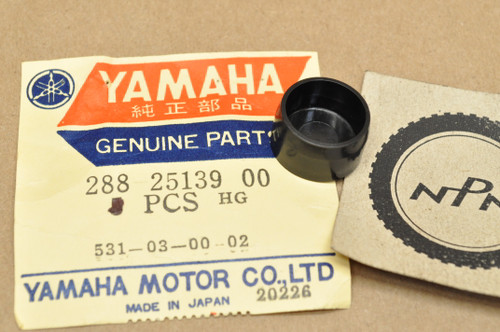 YAMAHA
純正部品
GENUINE PARTS
288 25139 00
PCS HG
531-03-00-02
YAMAHA MOTOR CO.,LTD
MADE IN JAPAN 20226
NPN